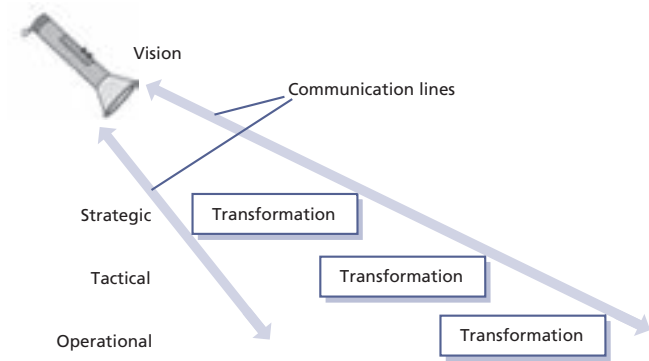 Vision
Communication lines
Strategic
Transformation
Tactical
Transformation
Operational
Transformation